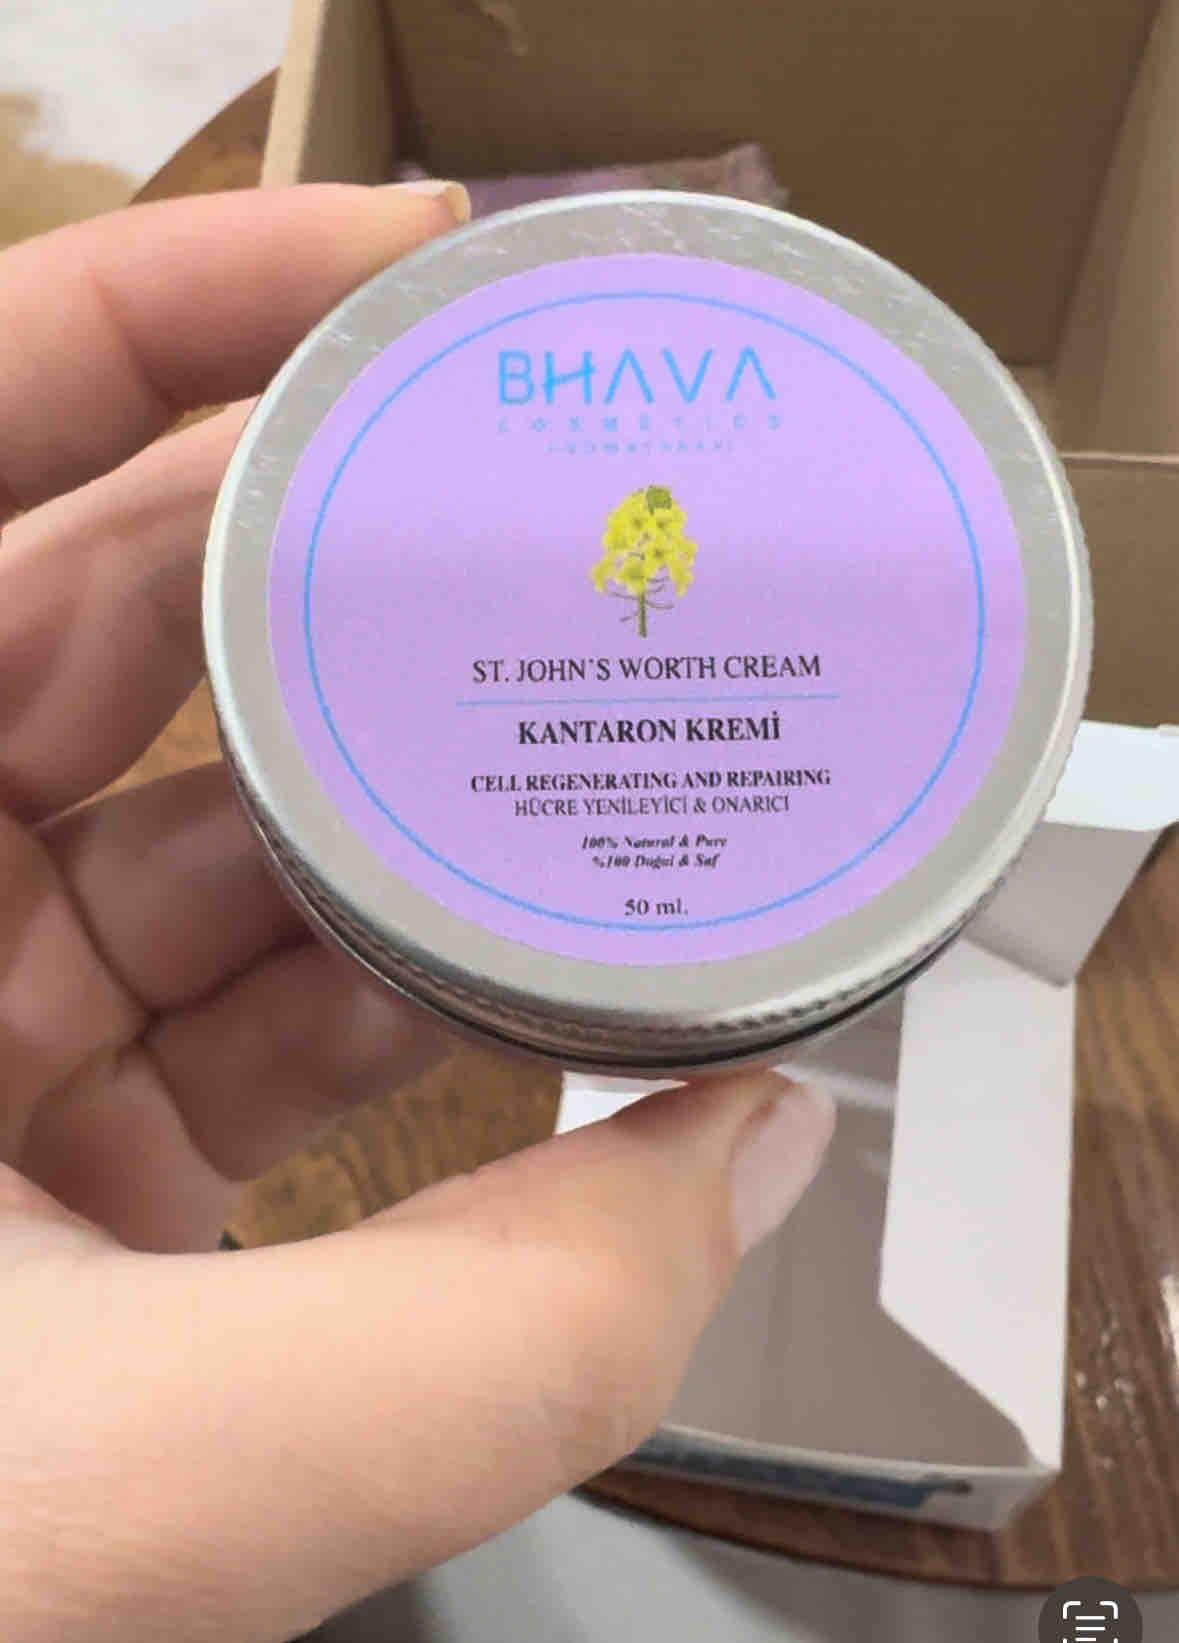 BHAVA
COSMETICS
ST. JOHN'S WORTH CREAM
KANTARON KREMİ
CELL REGENERATING AND REPAIRING
HÜCRE YENİLEYİCİ & ONARICI
100% Natural & Pure
%100 Doğal & Saf
50 ml.